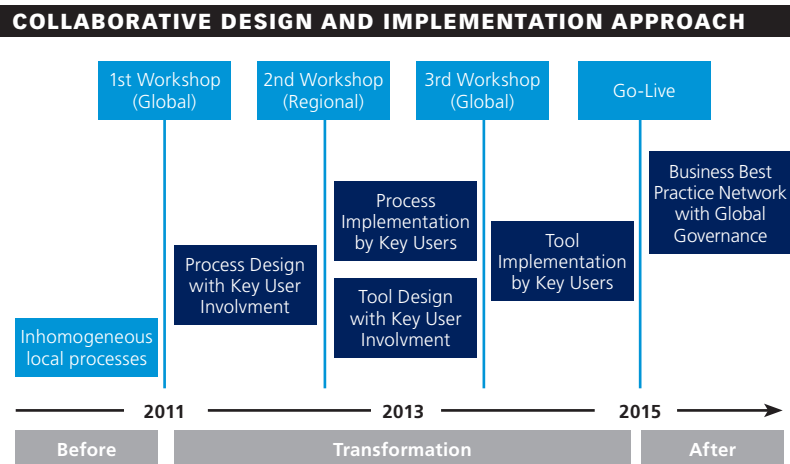 COLLABORATIVE DESIGN AND IMPLEMENTATION APPROACH
1st Workshop
(Global)
2nd Workshop
(Regional)
3rd Workshop
(Global)
Go-Live
Business Best
Practice Network
with Global
Governance
Process
Implementation
by Key Users
Tool
Implementation
by Key Users
Process Design
with Key User
Involvment
Tool Design
with Key User
Involvment
Inhomogeneous
local processes
2011
2013
2015
Before
Transformation
After